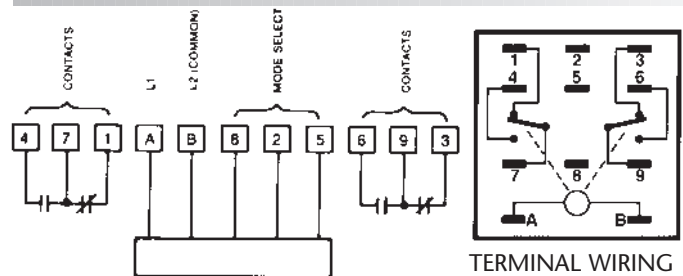 CONTACTS
L1
L2 (COMMON)
MODE SELECT
CONTACTS
4 7 1 A B 8 2 5 6 9 3
1 2 3
4 5 6
7 8 9
A B
TERMINAL WIRING